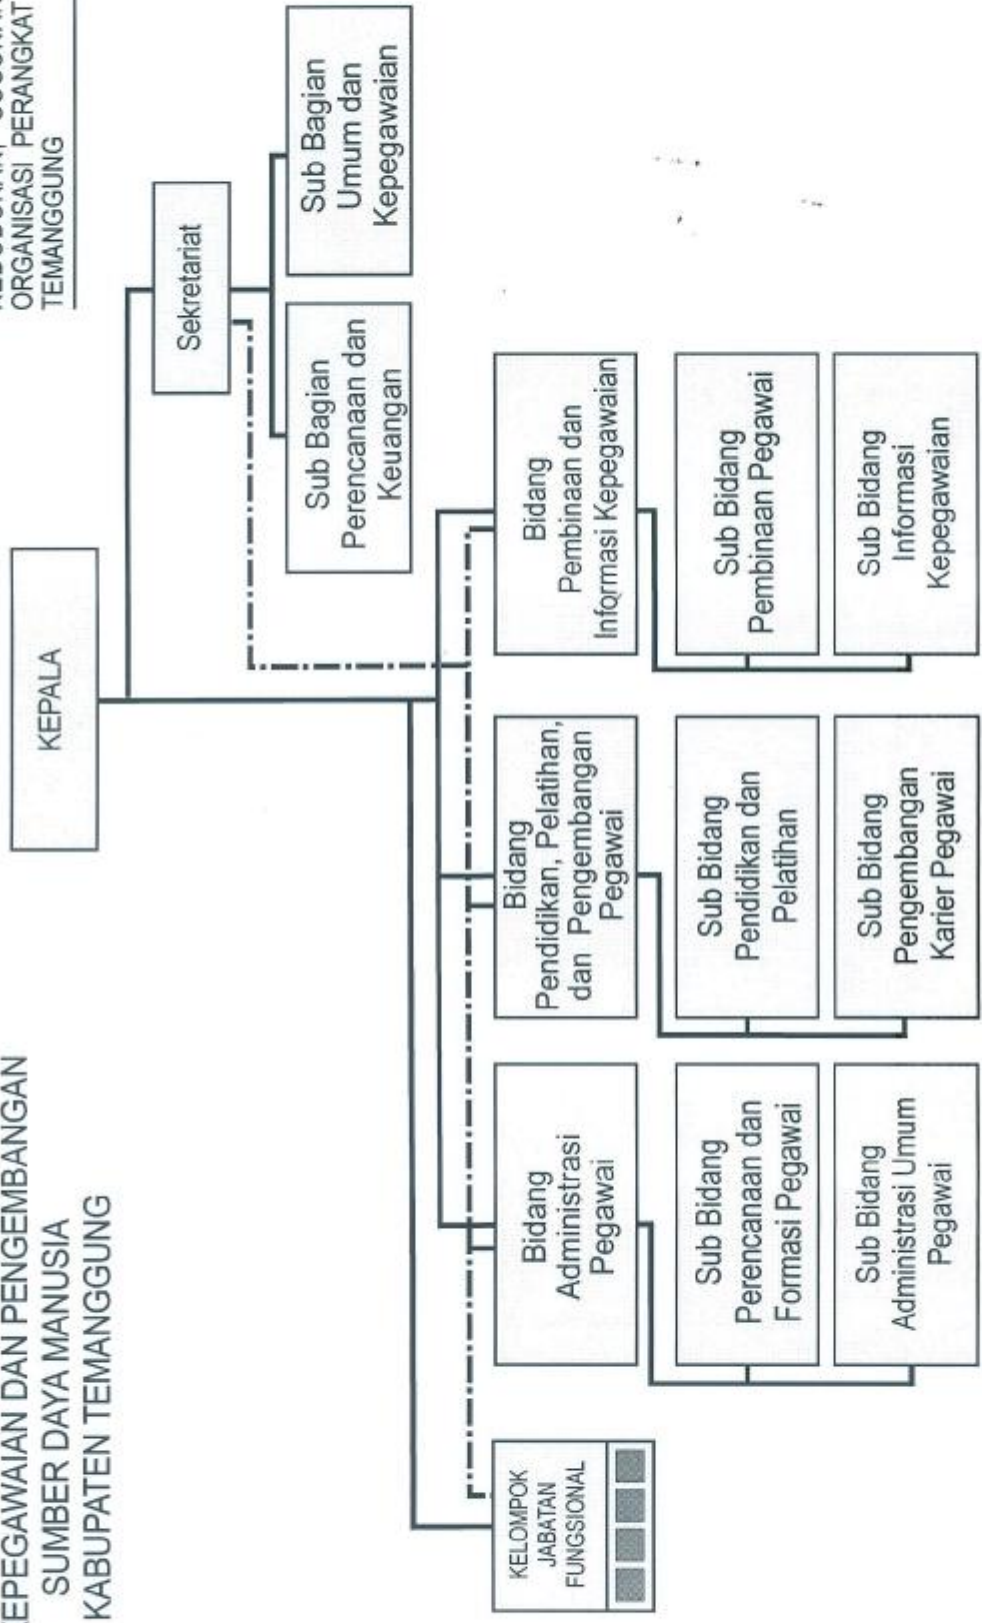 EPEGAWAIAN DAN PENGEMBANGAN
SUMBER DAYA MANUSIA
KABUPATEN TEMANGGUNG
ORGANISASI PERANGKAT
TEMANGGUNG
KEPALA
Sekretariat
Sub Bagian
Perencanaan dan
Keuangan
Sub Bagian
Umum dan
Kepegawaian
KELOMPOK
JABATAN
FUNGSIONAL
Bidang
Administrasi
Pegawai
Bidang
Pendidikan, Pelatihan,
dan Pengembangan
Pegawai
Bidang
Pembinaan dan
Informasi Kepegawaian
Sub Bidang
Perencanaan dan
Formasi Pegawai
Sub Bidang
Pendidikan dan
Pelatihan
Sub Bidang
Pembinaan Pegawai
Sub Bidang
Administrasi Umum
Pegawai
Sub Bidang
Pengembangan
Karier Pegawai
Sub Bidang
Informasi
Kepegawaian